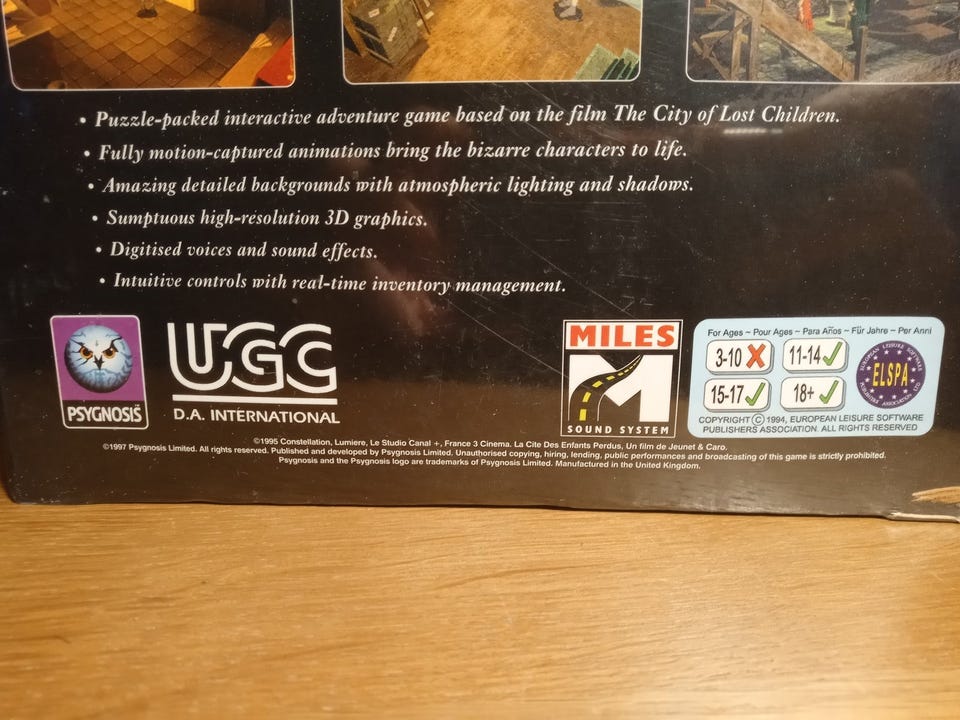 • Puzzle-packed interactive adventure game based on the film The City of Lost Children.
• Fully motion-captured animations bring the bizarre characters to life.
• Amazing detailed backgrounds with atmospheric lighting and shadows.
• Sumptuous high-resolution 3D graphics.
• Digitised voices and sound effects.
• Intuitive controls with real-time inventory management.
PSYGNOSIS™
UGC
D.A. INTERNATIONAL
MILES
M
SOUND SYSTEM
For Ages ~ Pour Ages ~ Para Años ~ Für Jahre ~ Per Anni
3-10 ✗ 11-14 ✓
15-17 ✓ 18+ ✓
EUROPEAN LEISURE SOFTWARE PUBLISHERS ASSOCIATION LTD
ELSPA
COPYRIGHT © 1994, EUROPEAN LEISURE SOFTWARE
PUBLISHERS ASSOCIATION. ALL RIGHTS RESERVED
©1995 Constellation, Lumiere, Le Studio Canal +, France 3 Cinema. La Cite Des Enfants Perdus, Un film de Jeunet & Caro.
©1997 Psygnosis Limited. All rights reserved. Published and developed by Psygnosis Limited. Unauthorised copying, hiring, lending, public performances and broadcasting of this game is strictly prohibited.
Psygnosis and the Psygnosis logo are trademarks of Psygnosis Limited. Manufactured in the United Kingdom.